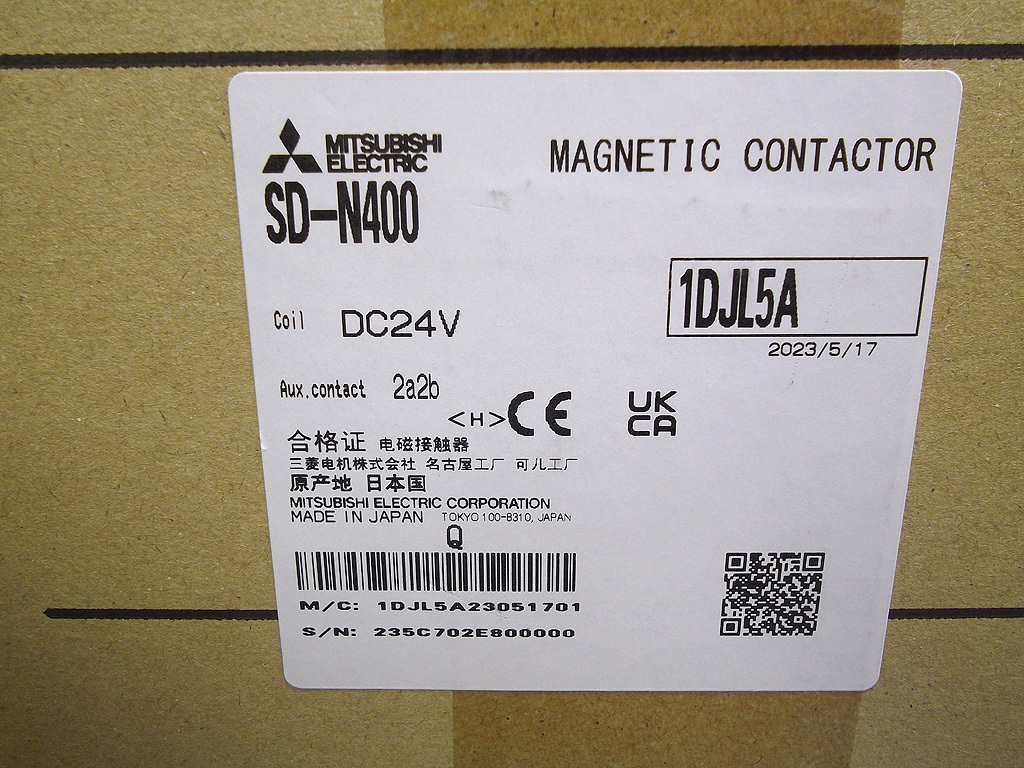 MITSUBISHI
ELECTRIC
MAGNETIC CONTACTOR
SD-N400
1DJL5A
Coil DC24V
2023/5/17
Aux.contact 2a2b
<H> CE UK
CA
合格证 电磁接触器
三菱电机株式会社 名古屋工厂 可儿工厂
原产地 日本国
MITSUBISHI ELECTRIC CORPORATION
MADE IN JAPAN TOKYO 100-8310, JAPAN
Q
M/C: 1DJL5A23051701
S/N: 235C702E800000